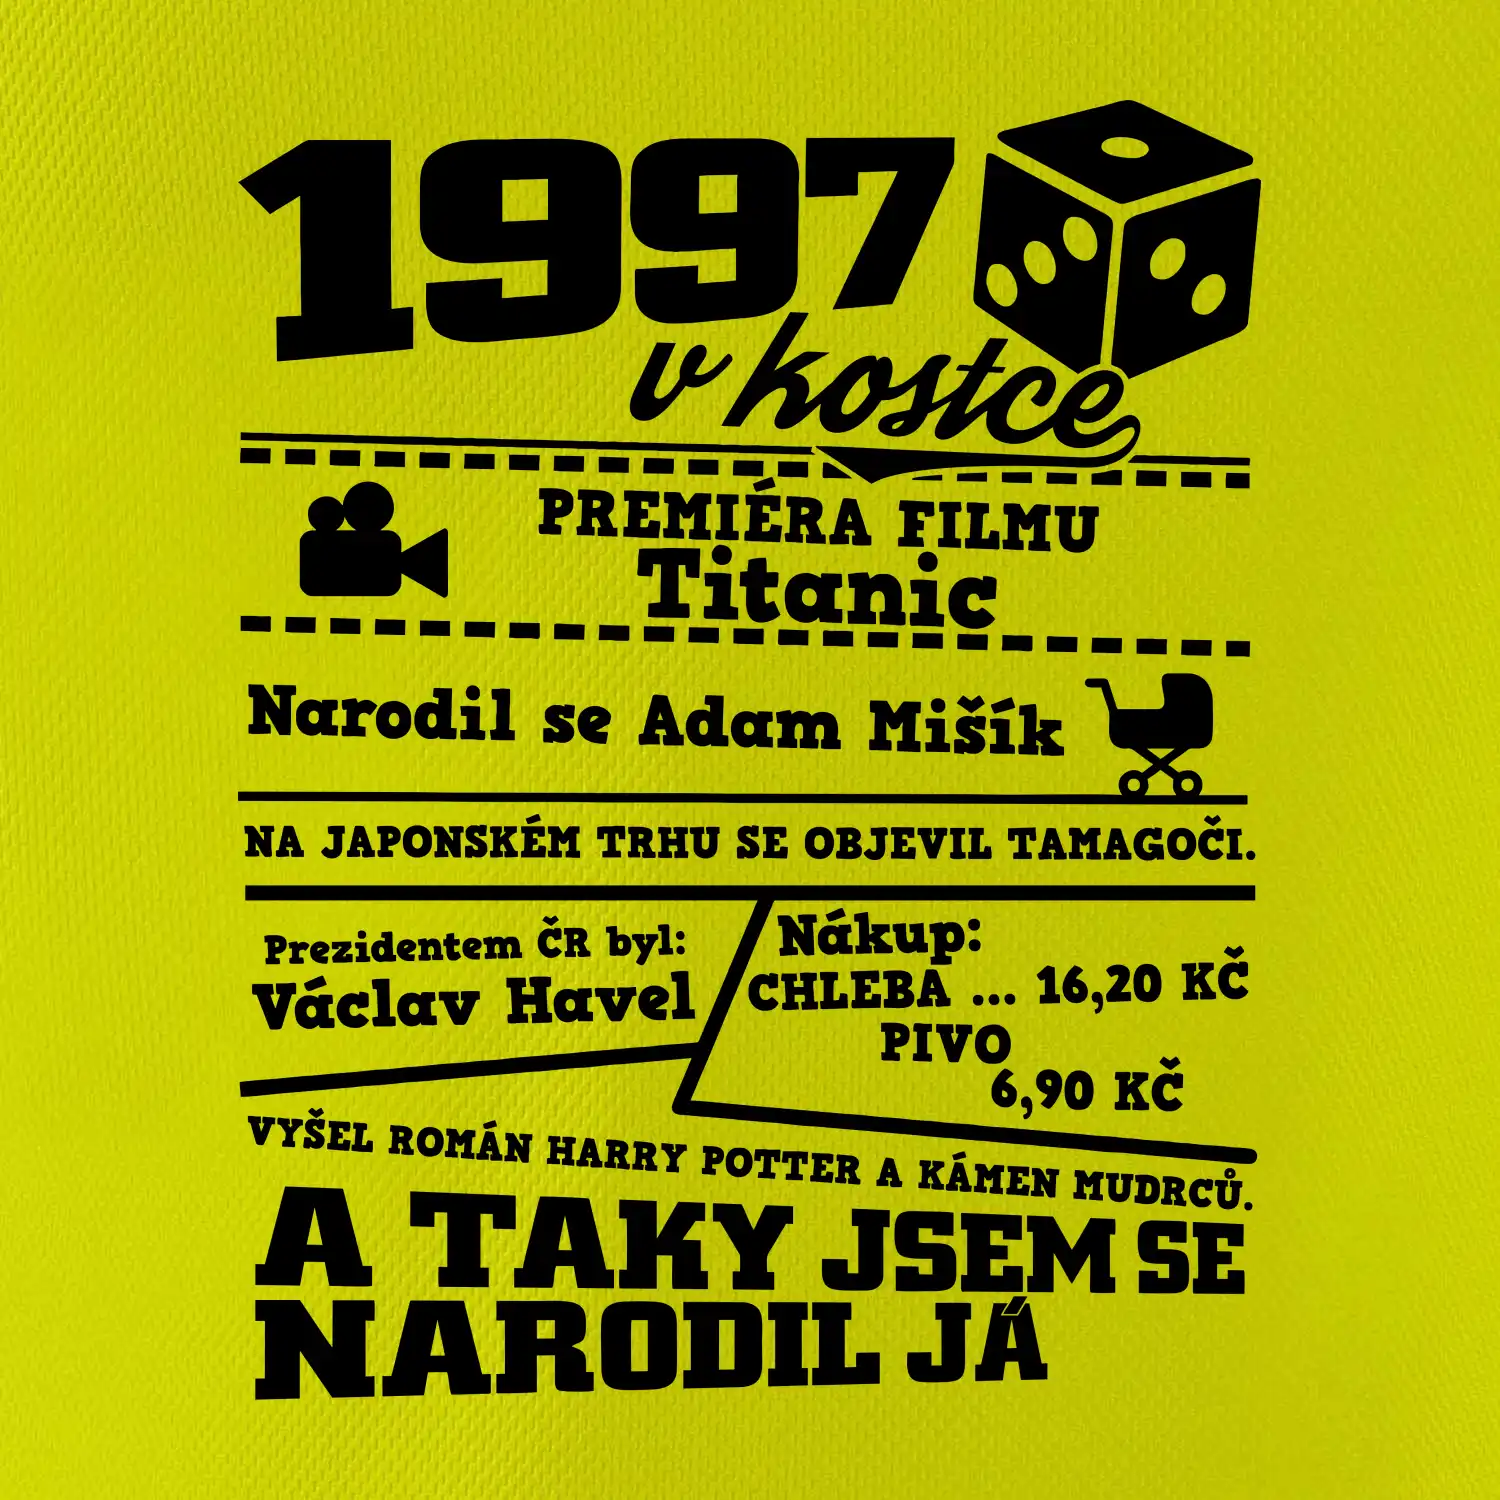 1997
v kostce
PREMIÉRA FILMU
Titanic
Narodil se Adam Mišík
NA JAPONSKÉM TRHU SE OBJEVIL TAMAGOČI.
Prezidentem ČR byl:
Václav Havel
Nákup:
CHLEBA ... 16,20 KČ
PIVO
6,90 KČ
VYŠEL ROMÁN HARRY POTTER A KÁMEN MUDRCŮ.
A TAKY JSEM SE
NARODIL JÁ